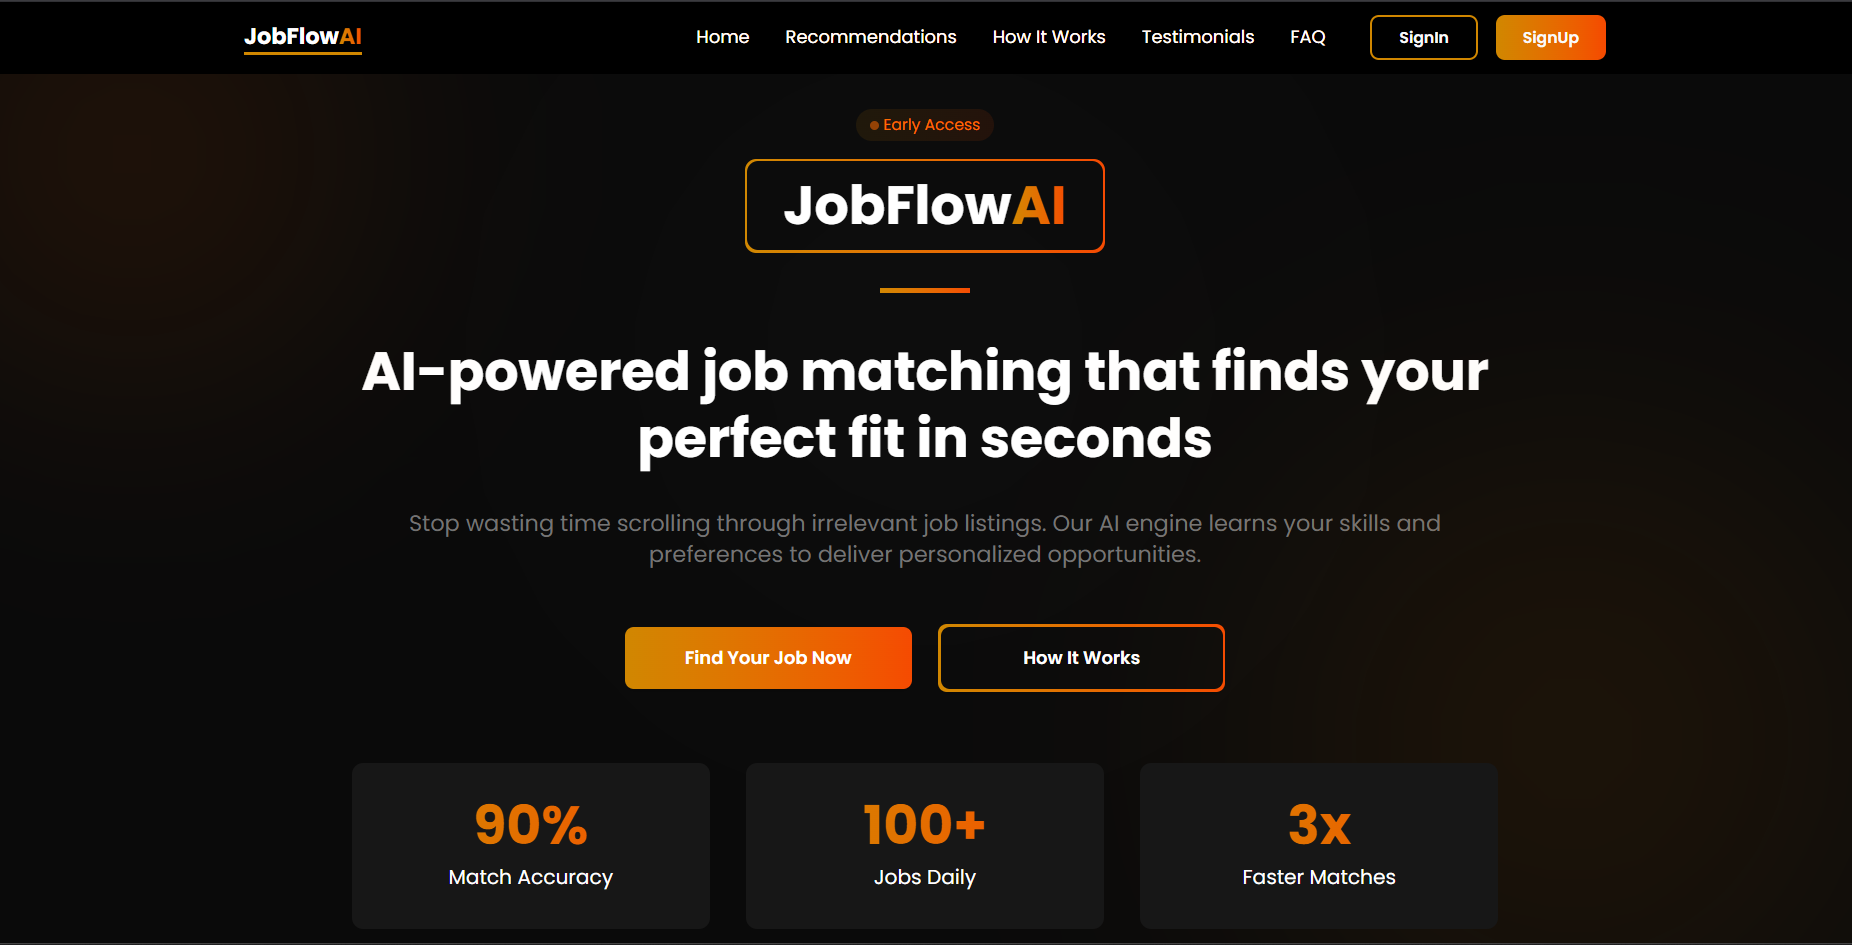 JobFlowAI
Home
Recommendations
How It Works
Testimonials
FAQ
SignIn
SignUp
Early Access
JobFlowAI
AI-powered job matching that finds your
perfect fit in seconds
Stop wasting time scrolling through irrelevant job listings. Our AI engine learns your skills and
preferences to deliver personalized opportunities.
Find Your Job Now
How It Works
90%
Match Accuracy
100+
Jobs Daily
3x
Faster Matches